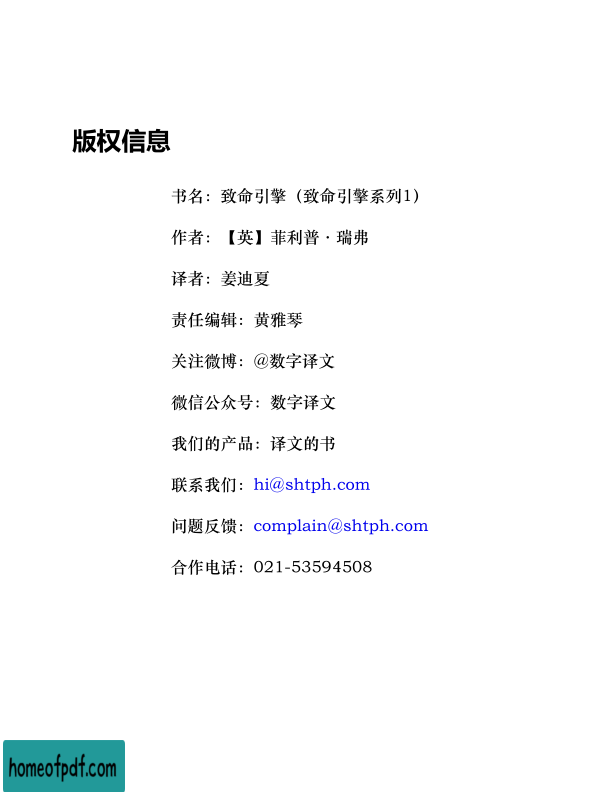 版权信息
书名：致命引擎（致命引擎系列1）
作者：【英】菲利普·瑞弗
译者：姜迪夏
责任编辑：黄雅琴
关注微博：@数字译文
微信公众号：数字译文
我们的产品：译文的书
联系我们：hi@shtph.com
问题反馈：complain@shtph.com
合作电话：021-53594508
homeofpdf.com